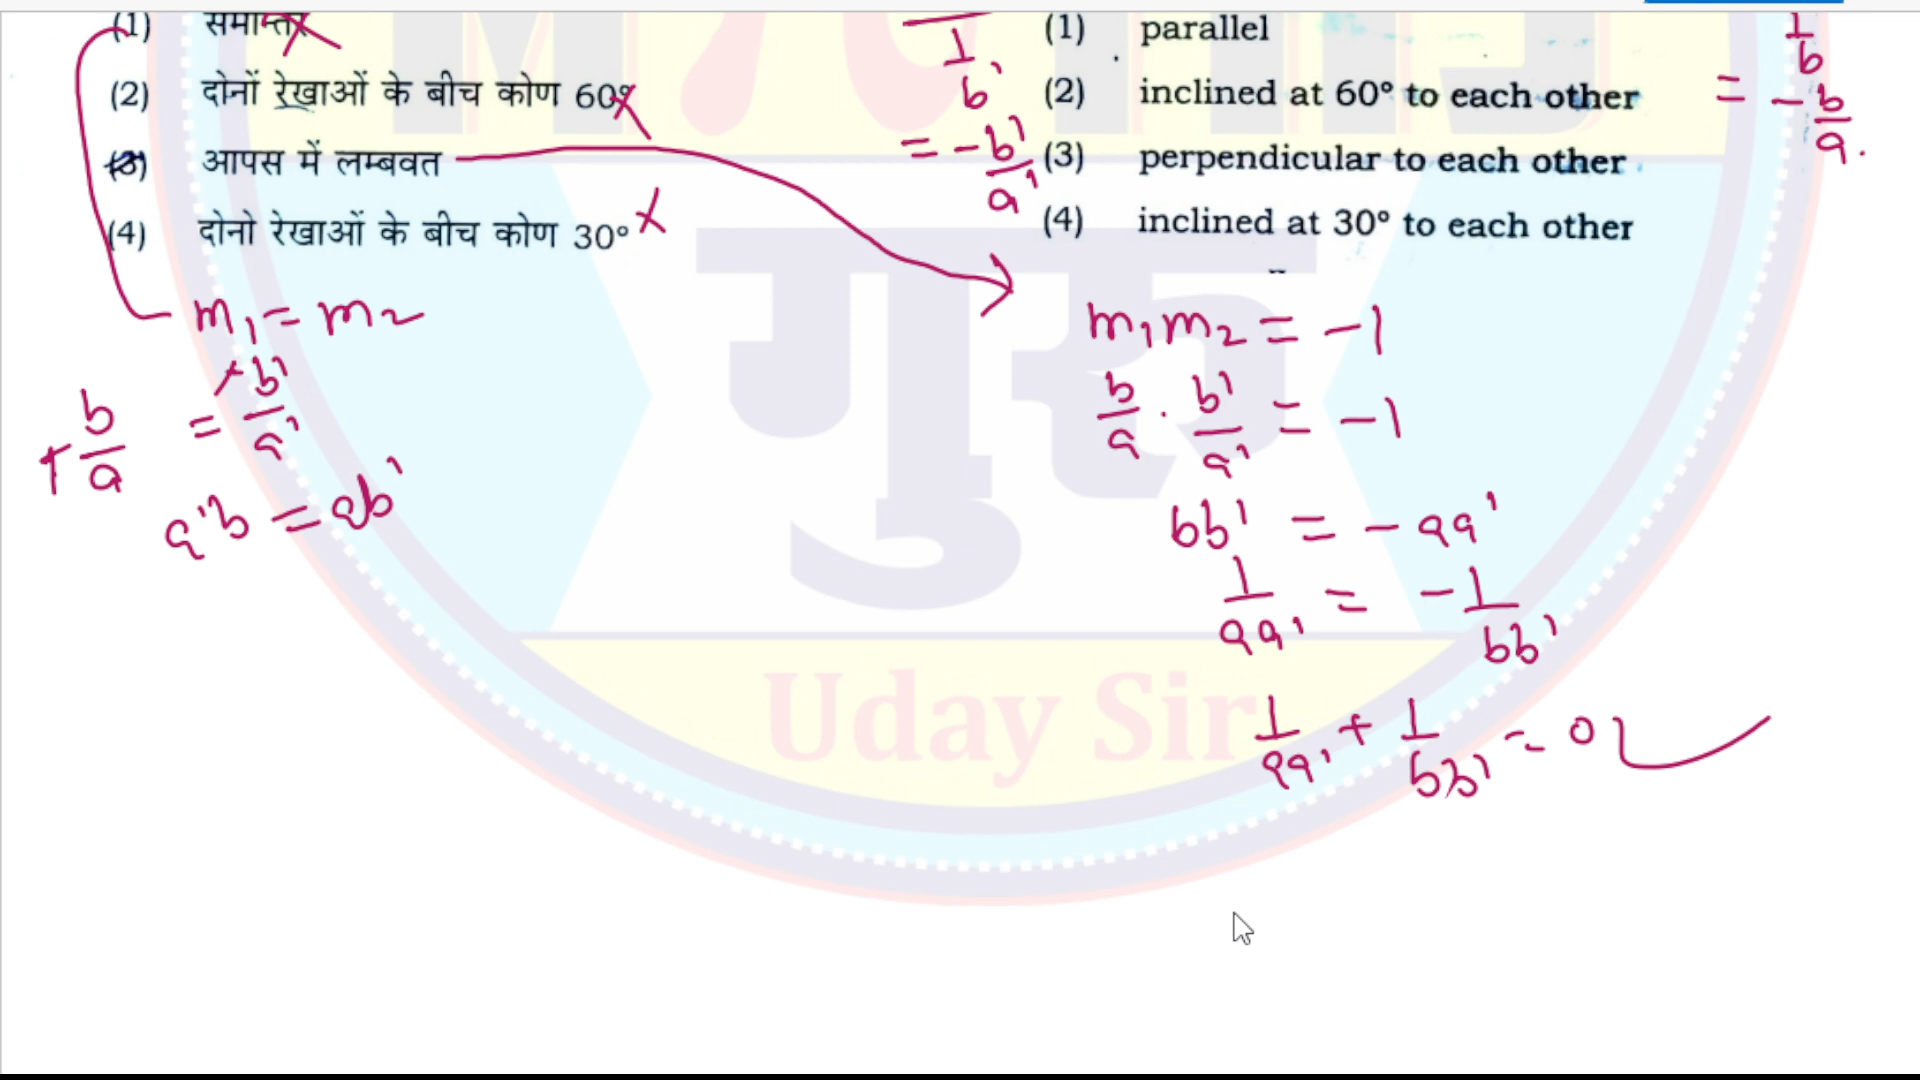 (1) समान्तर
(2) दोनों रेखाओं के बीच कोण 60°
(3) आपस में लम्बवत
(4) दोनो रेखाओं के बीच कोण 30°
(1) parallel
(2) inclined at 60° to each other
(3) perpendicular to each other
(4) inclined at 30° to each other
1/b'
= -b'/a'
1/b
= -b/a.
m₁ = m₂
b/a = b'/a'
a'b = ab'
m₁m₂ = -1
b/a · b'/a' = -1
bb' = -aa'
1/aa' = -1/bb'
1/aa' + 1/bb' = 0
गुरु
Uday Sir